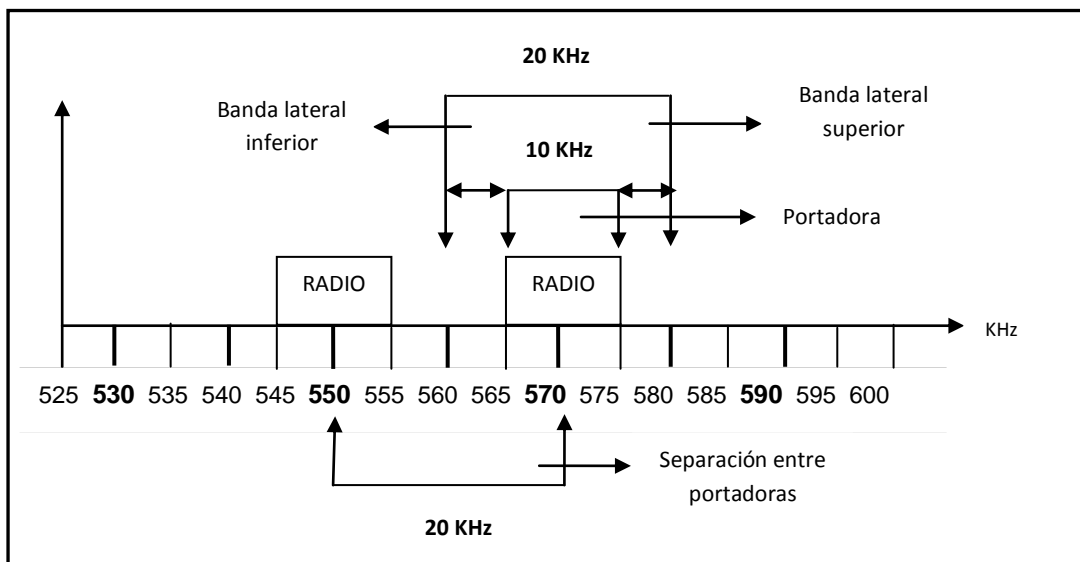 20 KHz
Banda lateral
inferior
Banda lateral
superior
10 KHz
Portadora
RADIO
RADIO
KHz
525 530 535 540 545 550 555 560 565 570 575 580 585 590 595 600
Separación entre
portadoras
20 KHz